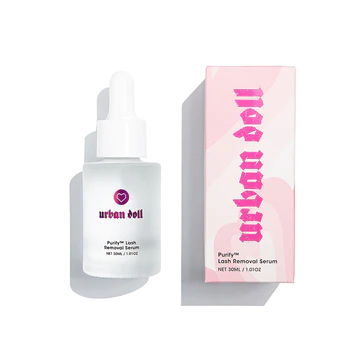 urban doll
Purify™ Lash
Removal Serum
NET 30ML / 1.01OZ
urban doll
Purify™
Lash Removal Serum
NET 30ML / 1.01OZ